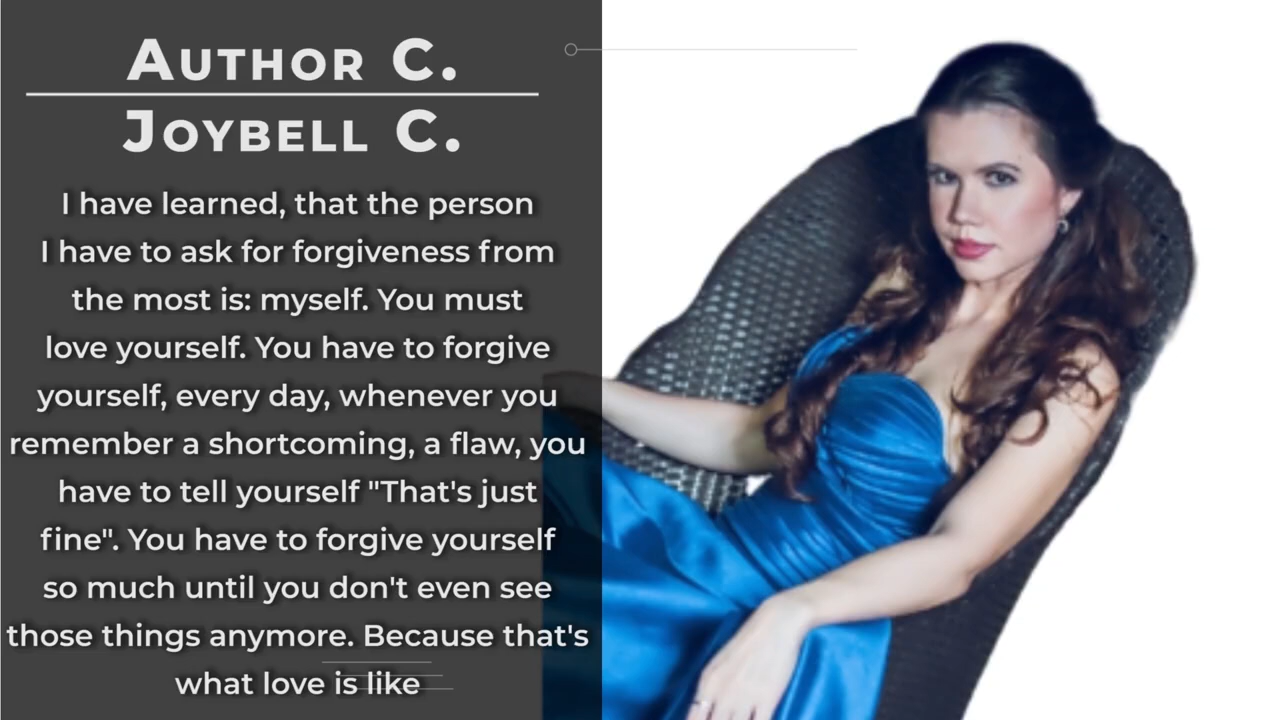 AUTHOR C.
JOYBELL C.
I have learned, that the person
I have to ask for forgiveness from
the most is: myself. You must
love yourself. You have to forgive
yourself, every day, whenever you
remember a shortcoming, a flaw, you
have to tell yourself "That's just
fine". You have to forgive yourself
so much until you don't even see
those things anymore. Because that's
what love is like